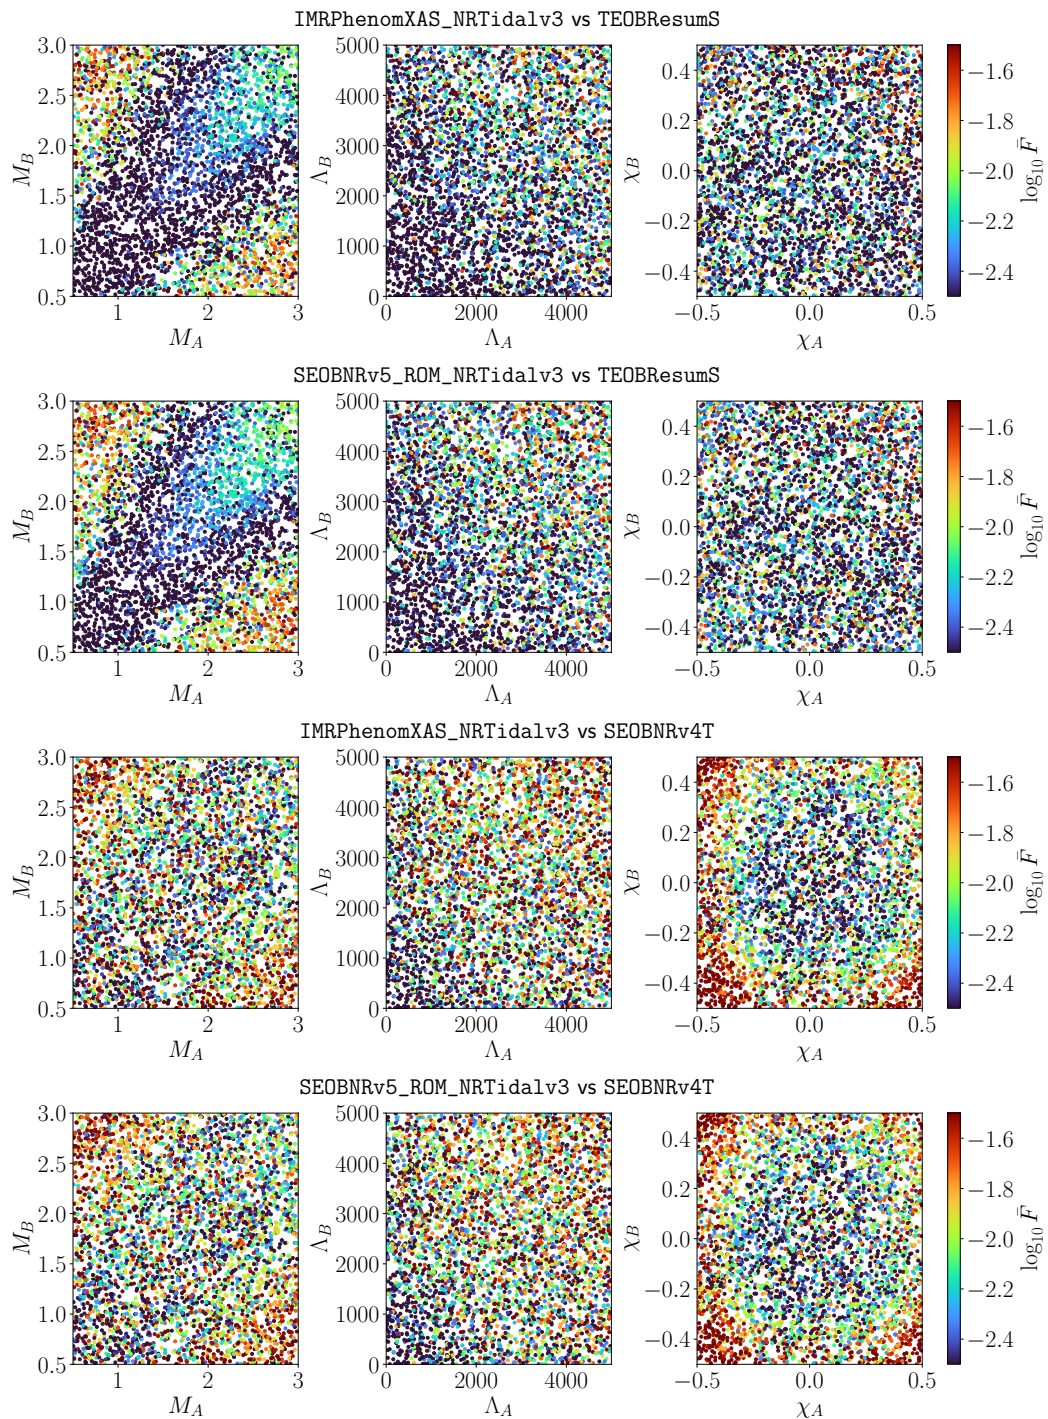 IMRPhenomXAS_NRTidalv3 vs TEOBResumS
3.0 2.5 2.0 1.5 1.0 0.5
M_B
1 2 3
M_A
5000 4000 3000 2000 1000 0
Λ_B
0 2000 4000
Λ_A
0.4 0.2 0.0 −0.2 −0.4
χ_B
−0.5 0.0 0.5
χ_A
−1.6 −1.8 −2.0 −2.2 −2.4
log₁₀ F̄
SEOBNRv5_ROM_NRTidalv3 vs TEOBResumS
3.0 2.5 2.0 1.5 1.0 0.5
M_B
1 2 3
M_A
5000 4000 3000 2000 1000 0
Λ_B
0 2000 4000
Λ_A
0.4 0.2 0.0 −0.2 −0.4
χ_B
−0.5 0.0 0.5
χ_A
−1.6 −1.8 −2.0 −2.2 −2.4
log₁₀ F̄
IMRPhenomXAS_NRTidalv3 vs SEOBNRv4T
3.0 2.5 2.0 1.5 1.0 0.5
M_B
1 2 3
M_A
5000 4000 3000 2000 1000 0
Λ_B
0 2000 4000
Λ_A
0.4 0.2 0.0 −0.2 −0.4
χ_B
−0.5 0.0 0.5
χ_A
−1.6 −1.8 −2.0 −2.2 −2.4
log₁₀ F̄
SEOBNRv5_ROM_NRTidalv3 vs SEOBNRv4T
3.0 2.5 2.0 1.5 1.0 0.5
M_B
1 2 3
M_A
5000 4000 3000 2000 1000 0
Λ_B
0 2000 4000
Λ_A
0.4 0.2 0.0 −0.2 −0.4
χ_B
−0.5 0.0 0.5
χ_A
−1.6 −1.8 −2.0 −2.2 −2.4
log₁₀ F̄